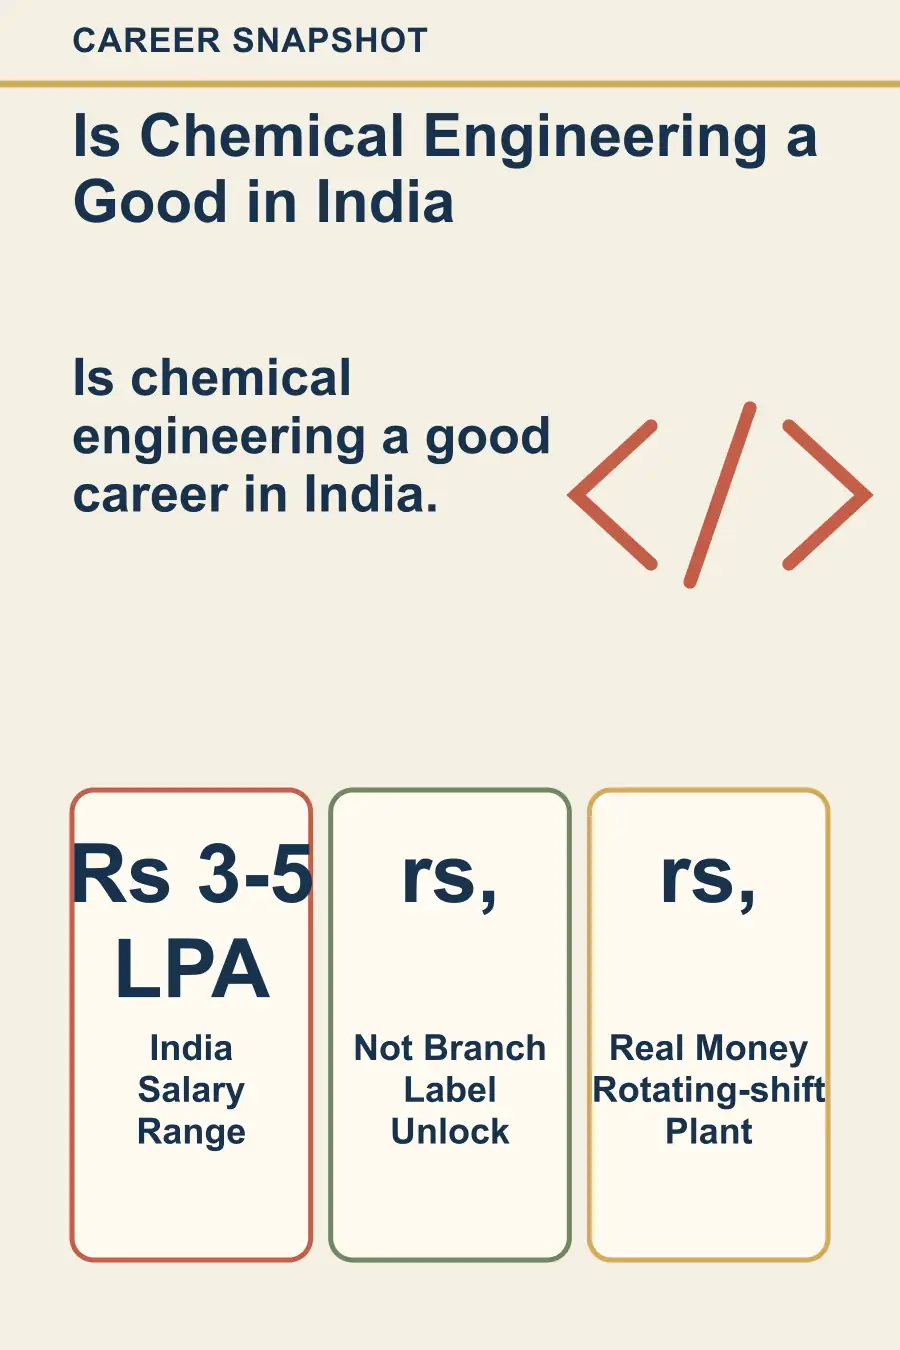 CAREER SNAPSHOT
Is Chemical Engineering a
Good in India
Is chemical
engineering a good
career in India.
Rs 3-5
LPA
India
Salary
Range
rs,
Not Branch
Label
Unlock
rs,
Real Money
Rotating-shift
Plant